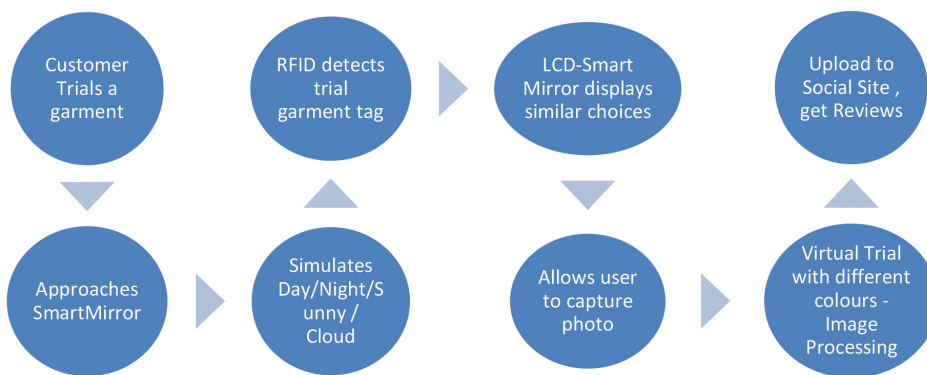 Customer
Trials a
garment
Approaches
SmartMirror
Simulates
Day/Night/S
unny /
Cloud
RFID detects
trial
garment tag
LCD-Smart
Mirror displays
similar choices
Allows user
to capture
photo
Virtual Trial
with different
colours -
Image
Processing
Upload to
Social Site ,
get Reviews